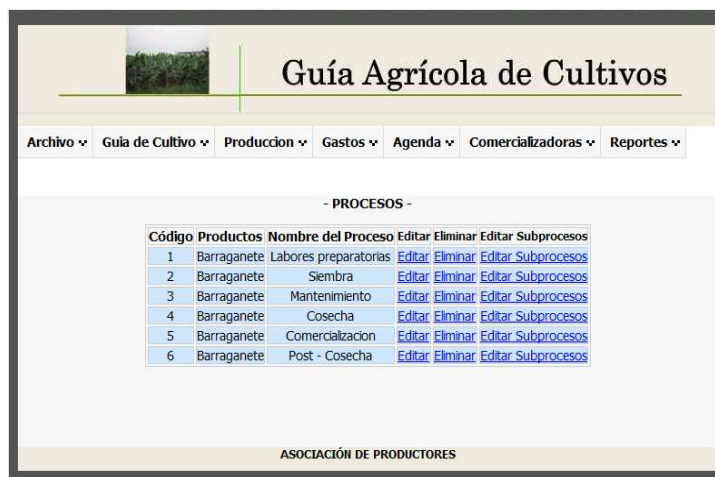 Guía Agrícola de Cultivos
Archivo Guia de Cultivo Produccion Gastos Agenda Comercializadoras Reportes
- PROCESOS -
Código Productos Nombre del Proceso Editar Eliminar Editar Subprocesos
1 Barraganete Labores preparatorias Editar Eliminar Editar Subprocesos
2 Barraganete Siembra Editar Eliminar Editar Subprocesos
3 Barraganete Mantenimiento Editar Eliminar Editar Subprocesos
4 Barraganete Cosecha Editar Eliminar Editar Subprocesos
5 Barraganete Comercializacion Editar Eliminar Editar Subprocesos
6 Barraganete Post - Cosecha Editar Eliminar Editar Subprocesos
ASOCIACIÓN DE PRODUCTORES